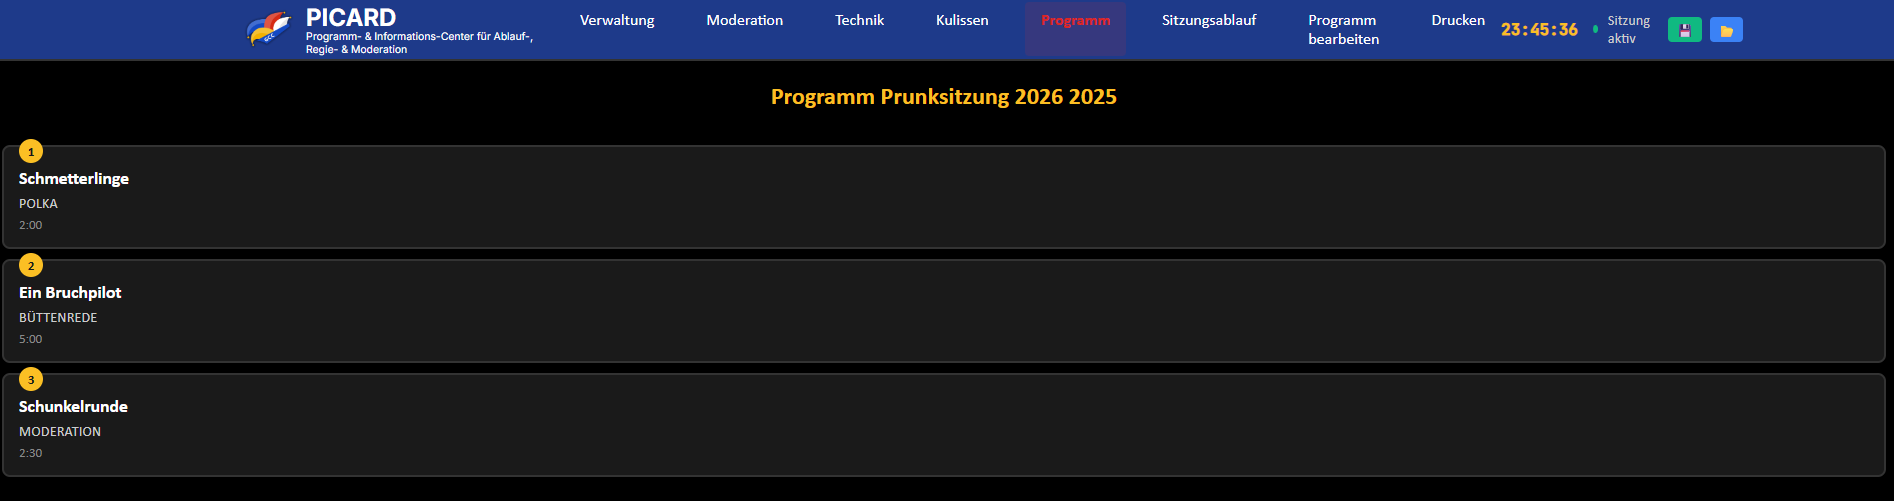 PICARD
Programm- & Informations-Center für Ablauf-,
Regie- & Moderation
Verwaltung
Moderation
Technik
Kulissen
Programm
Sitzungsablauf
Programm
bearbeiten
Drucken
23:45:36
Sitzung
aktiv
Programm Prunksitzung 2026 2025
1
Schmetterlinge
POLKA
2:00
2
Ein Bruchpilot
BÜTTENREDE
5:00
3
Schunkelrunde
MODERATION
2:30